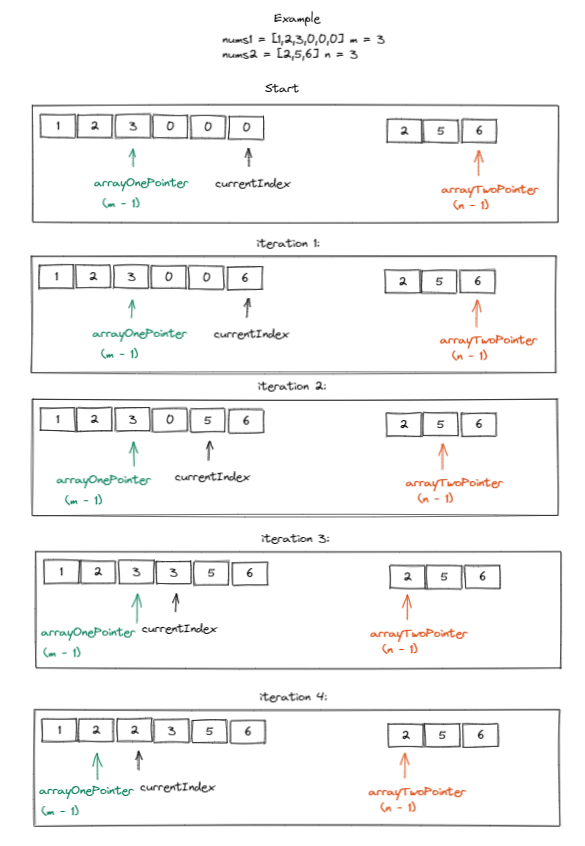 Example
nums1 = [1,2,3,0,0,0] m = 3
nums2 = [2,5,6] n = 3
Start
1 2 3 0 0 0 2 5 6
arrayOnePointer currentIndex arrayTwoPointer
(m - 1) (n - 1)
iteration 1:
1 2 3 0 0 6 2 5 6
arrayOnePointer currentIndex arrayTwoPointer
(m - 1) (n - 1)
iteration 2:
1 2 3 0 5 6 2 5 6
arrayOnePointer currentIndex arrayTwoPointer
(m - 1) (n - 1)
iteration 3:
1 2 3 3 5 6 2 5 6
arrayOnePointer currentIndex arrayTwoPointer
(m - 1) (n - 1)
iteration 4:
1 2 2 3 5 6 2 5 6
arrayOnePointer currentIndex arrayTwoPointer
(m - 1) (n - 1)